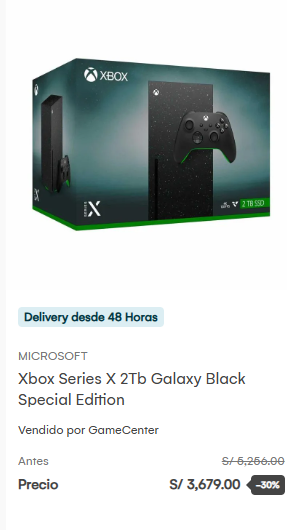 XBOX
SERIES X
2 TB SSD
Delivery desde 48 Horas
MICROSOFT
Xbox Series X 2Tb Galaxy Black
Special Edition
Vendido por GameCenter
Antes S/ 5,256.00
Precio S/ 3,679.00 -30%